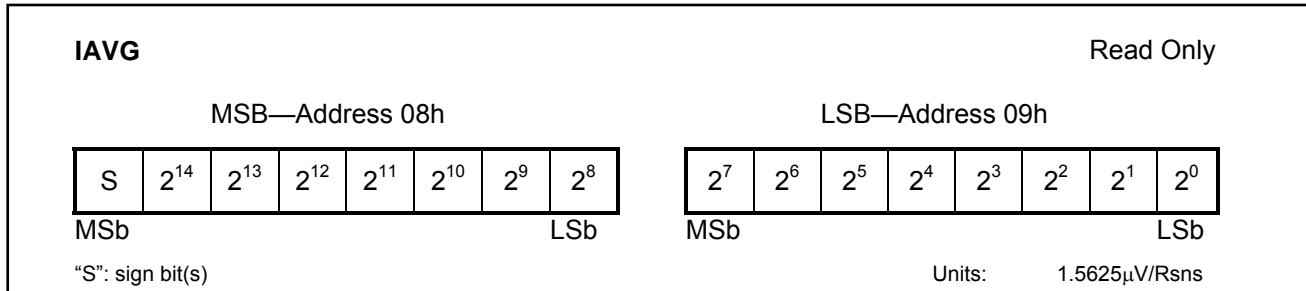 IAVG Read Only
MSB—Address 08h LSB—Address 09h
S 2^14 2^13 2^12 2^11 2^10 2^9 2^8 2^7 2^6 2^5 2^4 2^3 2^2 2^1 2^0
MSb LSb MSb LSb
“S”: sign bit(s) Units: 1.5625μV/Rsns